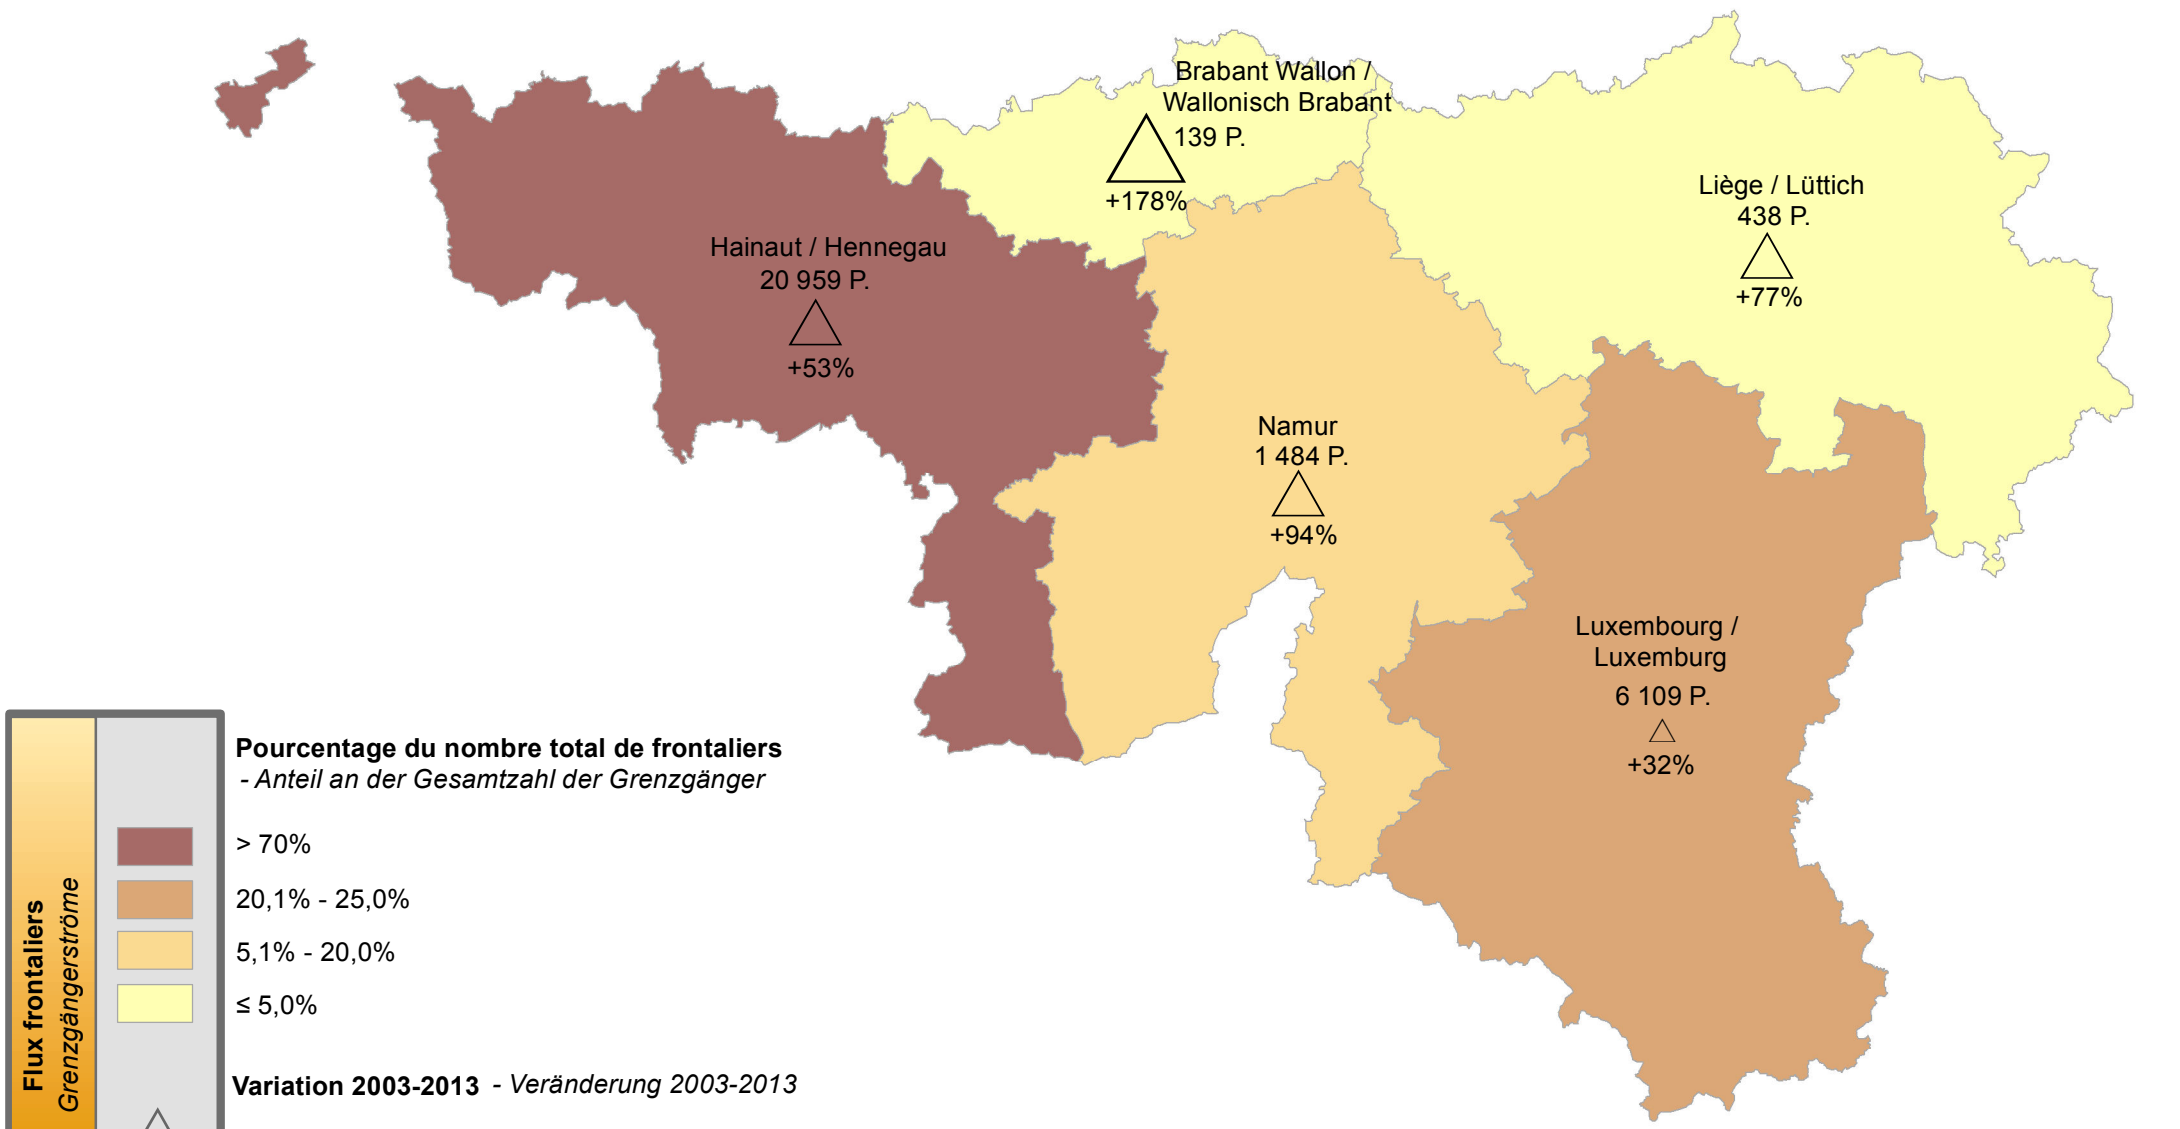 Brabant Wallon /
Wallonisch Brabant
139 P.
+178%
Liège / Lüttich
438 P.
+77%
Hainaut / Hennegau
20 959 P.
+53%
Namur
1 484 P.
+94%
Luxembourg /
Luxemburg
6 109 P.
+32%
Flux frontaliers
Grenzgängerströme
Pourcentage du nombre total de frontaliers
- Anteil an der Gesamtzahl der Grenzgänger
> 70%
20,1% - 25,0%
5,1% - 20,0%
≤ 5,0%
Variation 2003-2013 - Veränderung 2003-2013